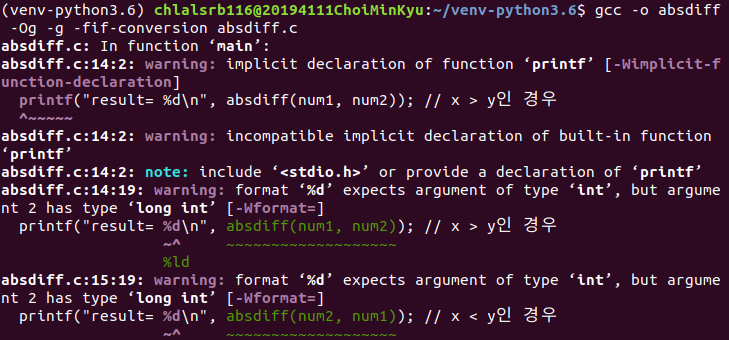 (venv-python3.6) chlalsrb116@20194111ChoiMinKyu:~/venv-python3.6$ gcc -o absdiff
 -Og -g -fif-conversion absdiff.c
absdiff.c: In function ‘main’:
absdiff.c:14:2: warning: implicit declaration of function ‘printf’ [-Wimplicit-f
unction-declaration]
  printf("result= %d\n", absdiff(num1, num2)); // x > y인 경우
  ^~~~~~
absdiff.c:14:2: warning: incompatible implicit declaration of built-in function
‘printf’
absdiff.c:14:2: note: include ‘<stdio.h>’ or provide a declaration of ‘printf’
absdiff.c:14:19: warning: format ‘%d’ expects argument of type ‘int’, but argume
nt 2 has type ‘long int’ [-Wformat=]
  printf("result= %d\n", absdiff(num1, num2)); // x > y인 경우
                  ~^     ~~~~~~~~~~~~~~~~~~~
                  %ld
absdiff.c:15:19: warning: format ‘%d’ expects argument of type ‘int’, but argume
nt 2 has type ‘long int’ [-Wformat=]
  printf("result= %d\n", absdiff(num2, num1)); // x < y인 경우
                  ~^     ~~~~~~~~~~~~~~~~~~~